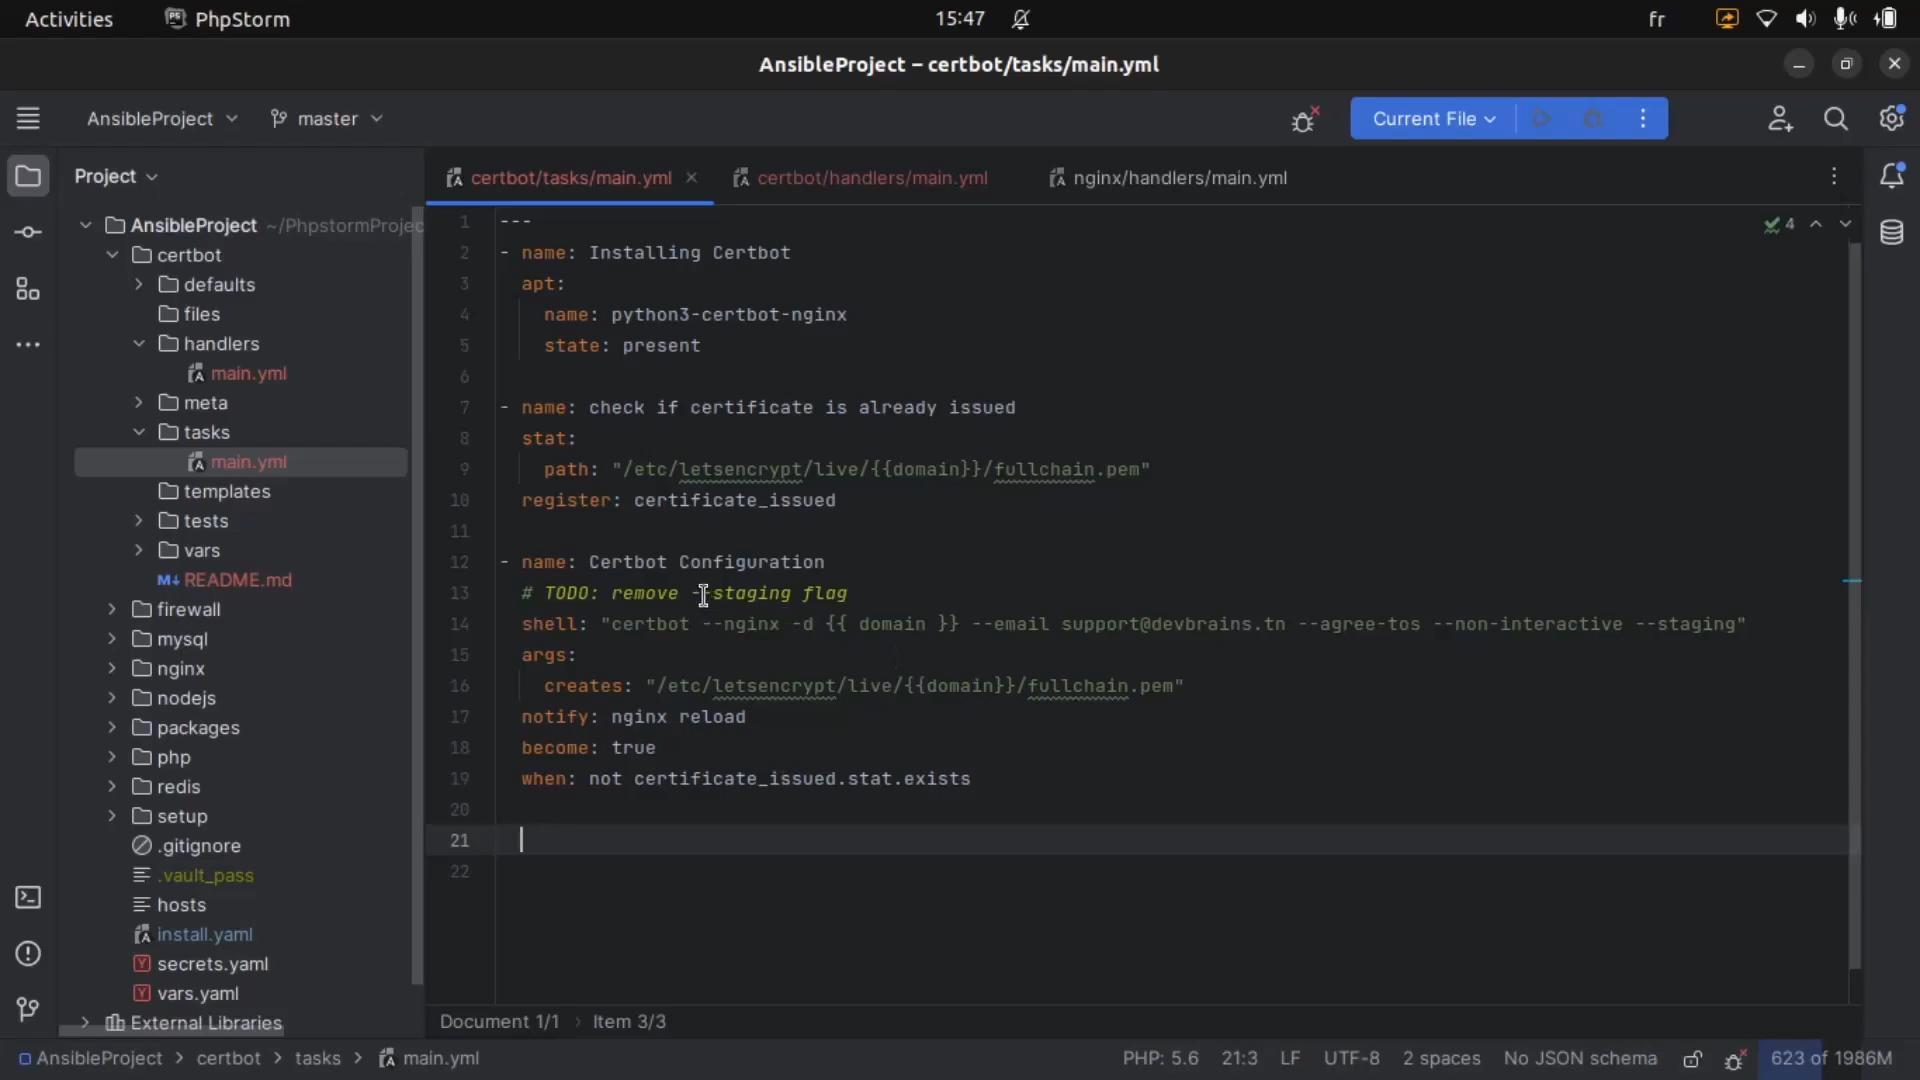 Activities PhpStorm 15:47 fr
AnsibleProject – certbot/tasks/main.yml
AnsibleProject master Current File
Project
AnsibleProject ~/PhpstormProjec
certbot
defaults
files
handlers
main.yml
meta
tasks
main.yml
templates
tests
vars
README.md
firewall
mysql
nginx
nodejs
packages
php
redis
setup
.gitignore
.vault_pass
hosts
install.yaml
secrets.yaml
vars.yaml
External Libraries
certbot/tasks/main.yml certbot/handlers/main.yml nginx/handlers/main.yml
4
1 ---
2 - name: Installing Certbot
3 apt:
4 name: python3-certbot-nginx
5 state: present
6
7 - name: check if certificate is already issued
8 stat:
9 path: "/etc/letsencrypt/live/{{domain}}/fullchain.pem"
10 register: certificate_issued
11
12 - name: Certbot Configuration
13 # TODO: remove --staging flag
14 shell: "certbot --nginx -d {{ domain }} --email support@devbrains.tn --agree-tos --non-interactive --staging"
15 args:
16 creates: "/etc/letsencrypt/live/{{domain}}/fullchain.pem"
17 notify: nginx reload
18 become: true
19 when: not certificate_issued.stat.exists
20
21
22
Document 1/1 › Item 3/3
AnsibleProject > certbot > tasks > main.yml PHP: 5.6 21:3 LF UTF-8 2 spaces No JSON schema 623 of 1986M